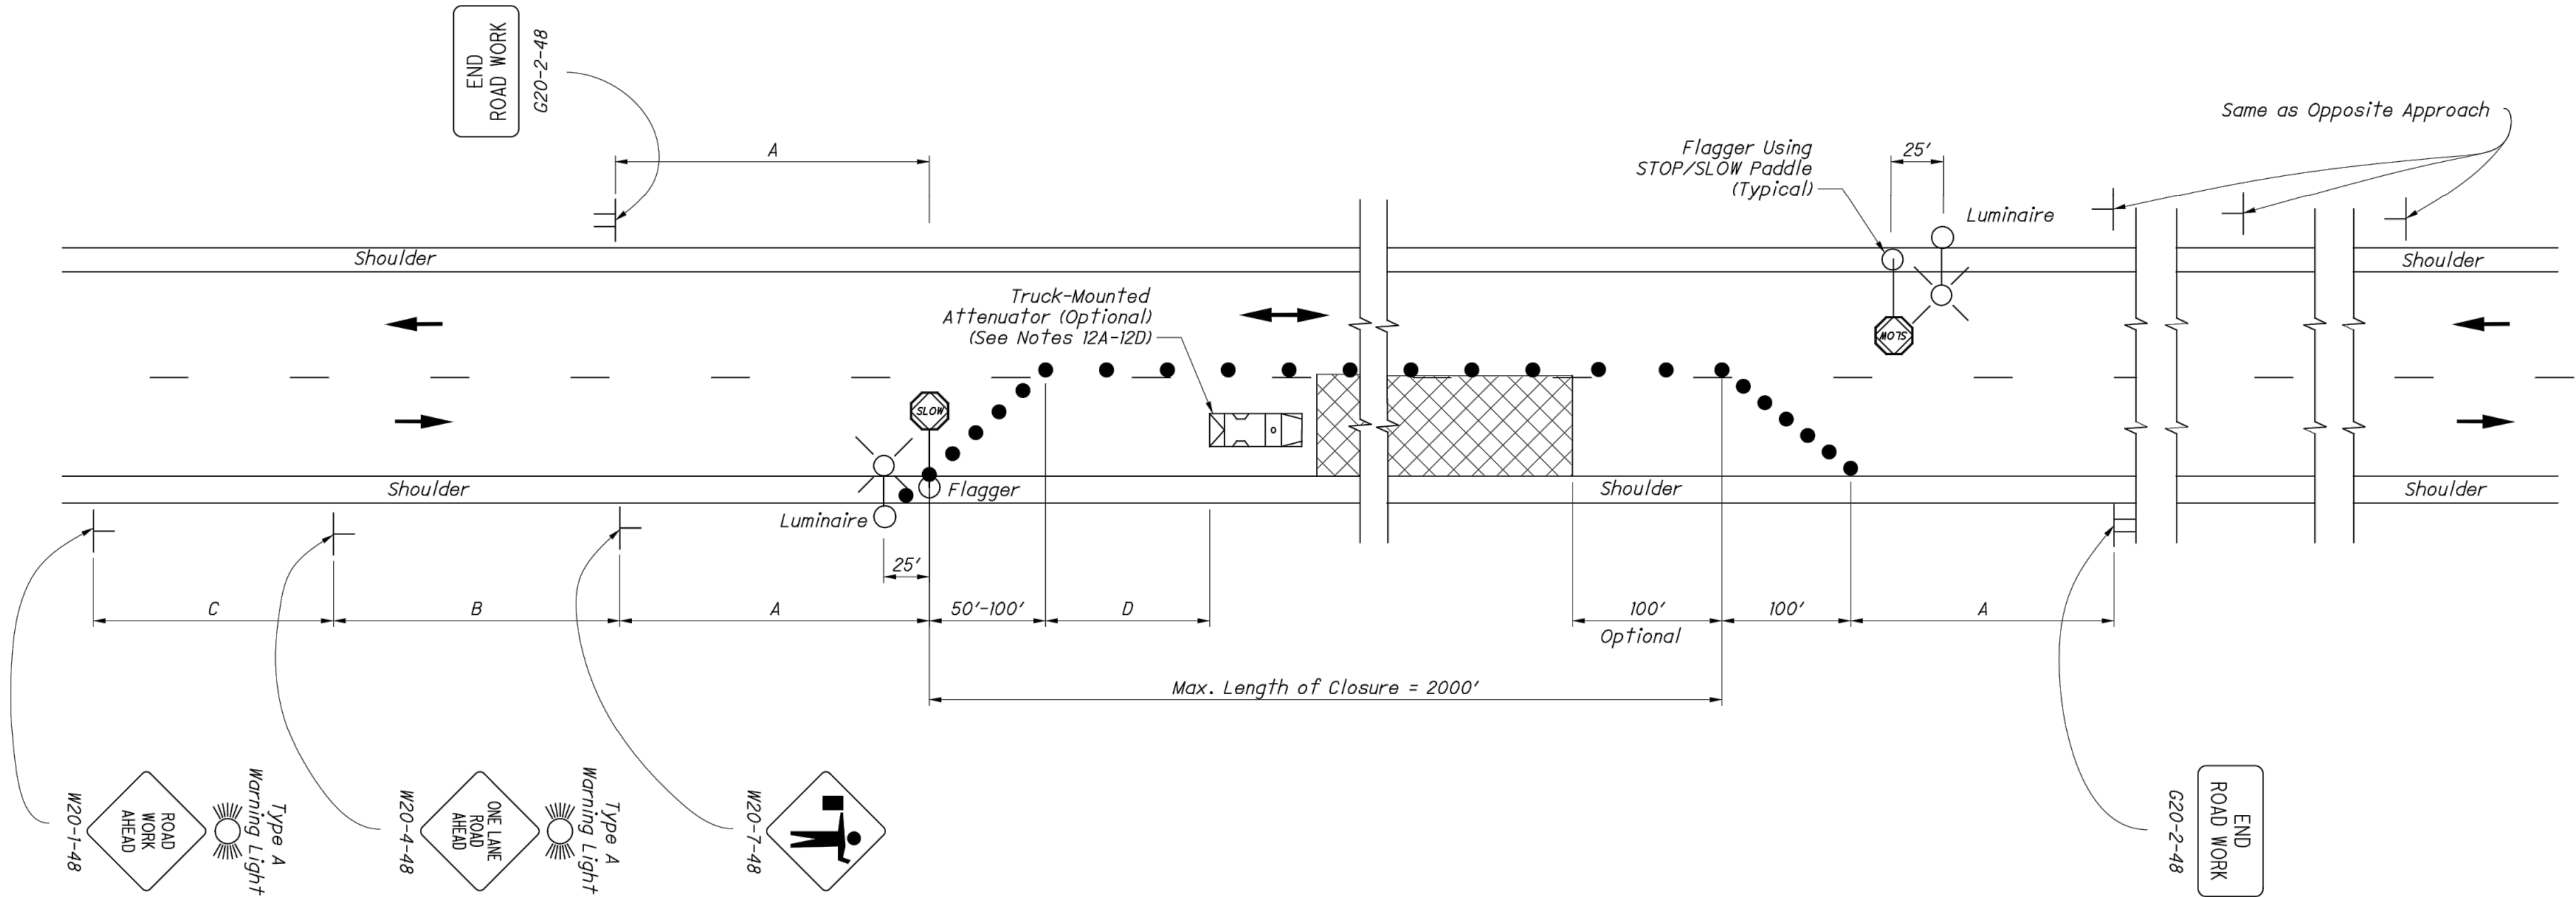 END
ROAD WORK
G20-2-48
A
Same as Opposite Approach
Flagger Using
STOP/SLOW Paddle
(Typical)
25'
Luminaire
Shoulder
Shoulder
Truck-Mounted
Attenuator (Optional)
(See Notes 12A-12D)
SLOW
SLOW
Shoulder
Flagger
Shoulder
Shoulder
Luminaire
25'
C
B
A
50'-100'
D
100'
Optional
100'
A
Max. Length of Closure = 2000'
W20-1-48
ROAD
WORK
AHEAD
Type A
Warning Light
W20-4-48
ONE LANE
ROAD
AHEAD
Type A
Warning Light
W20-7-48
END
ROAD WORK
G20-2-48